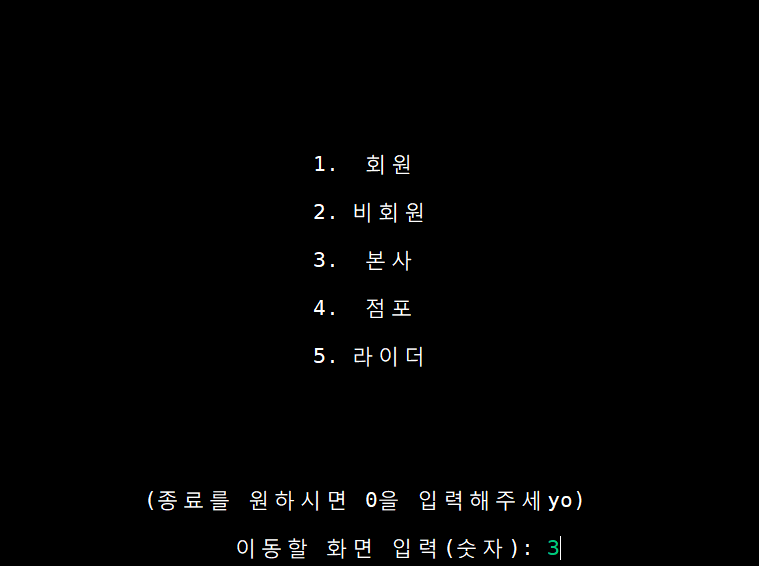 1. 회원
2. 비회원
3. 본사
4. 점포
5. 라이더
(종료를 원하시면 0을 입력해주세yo)
이동할 화면 입력(숫자): 3